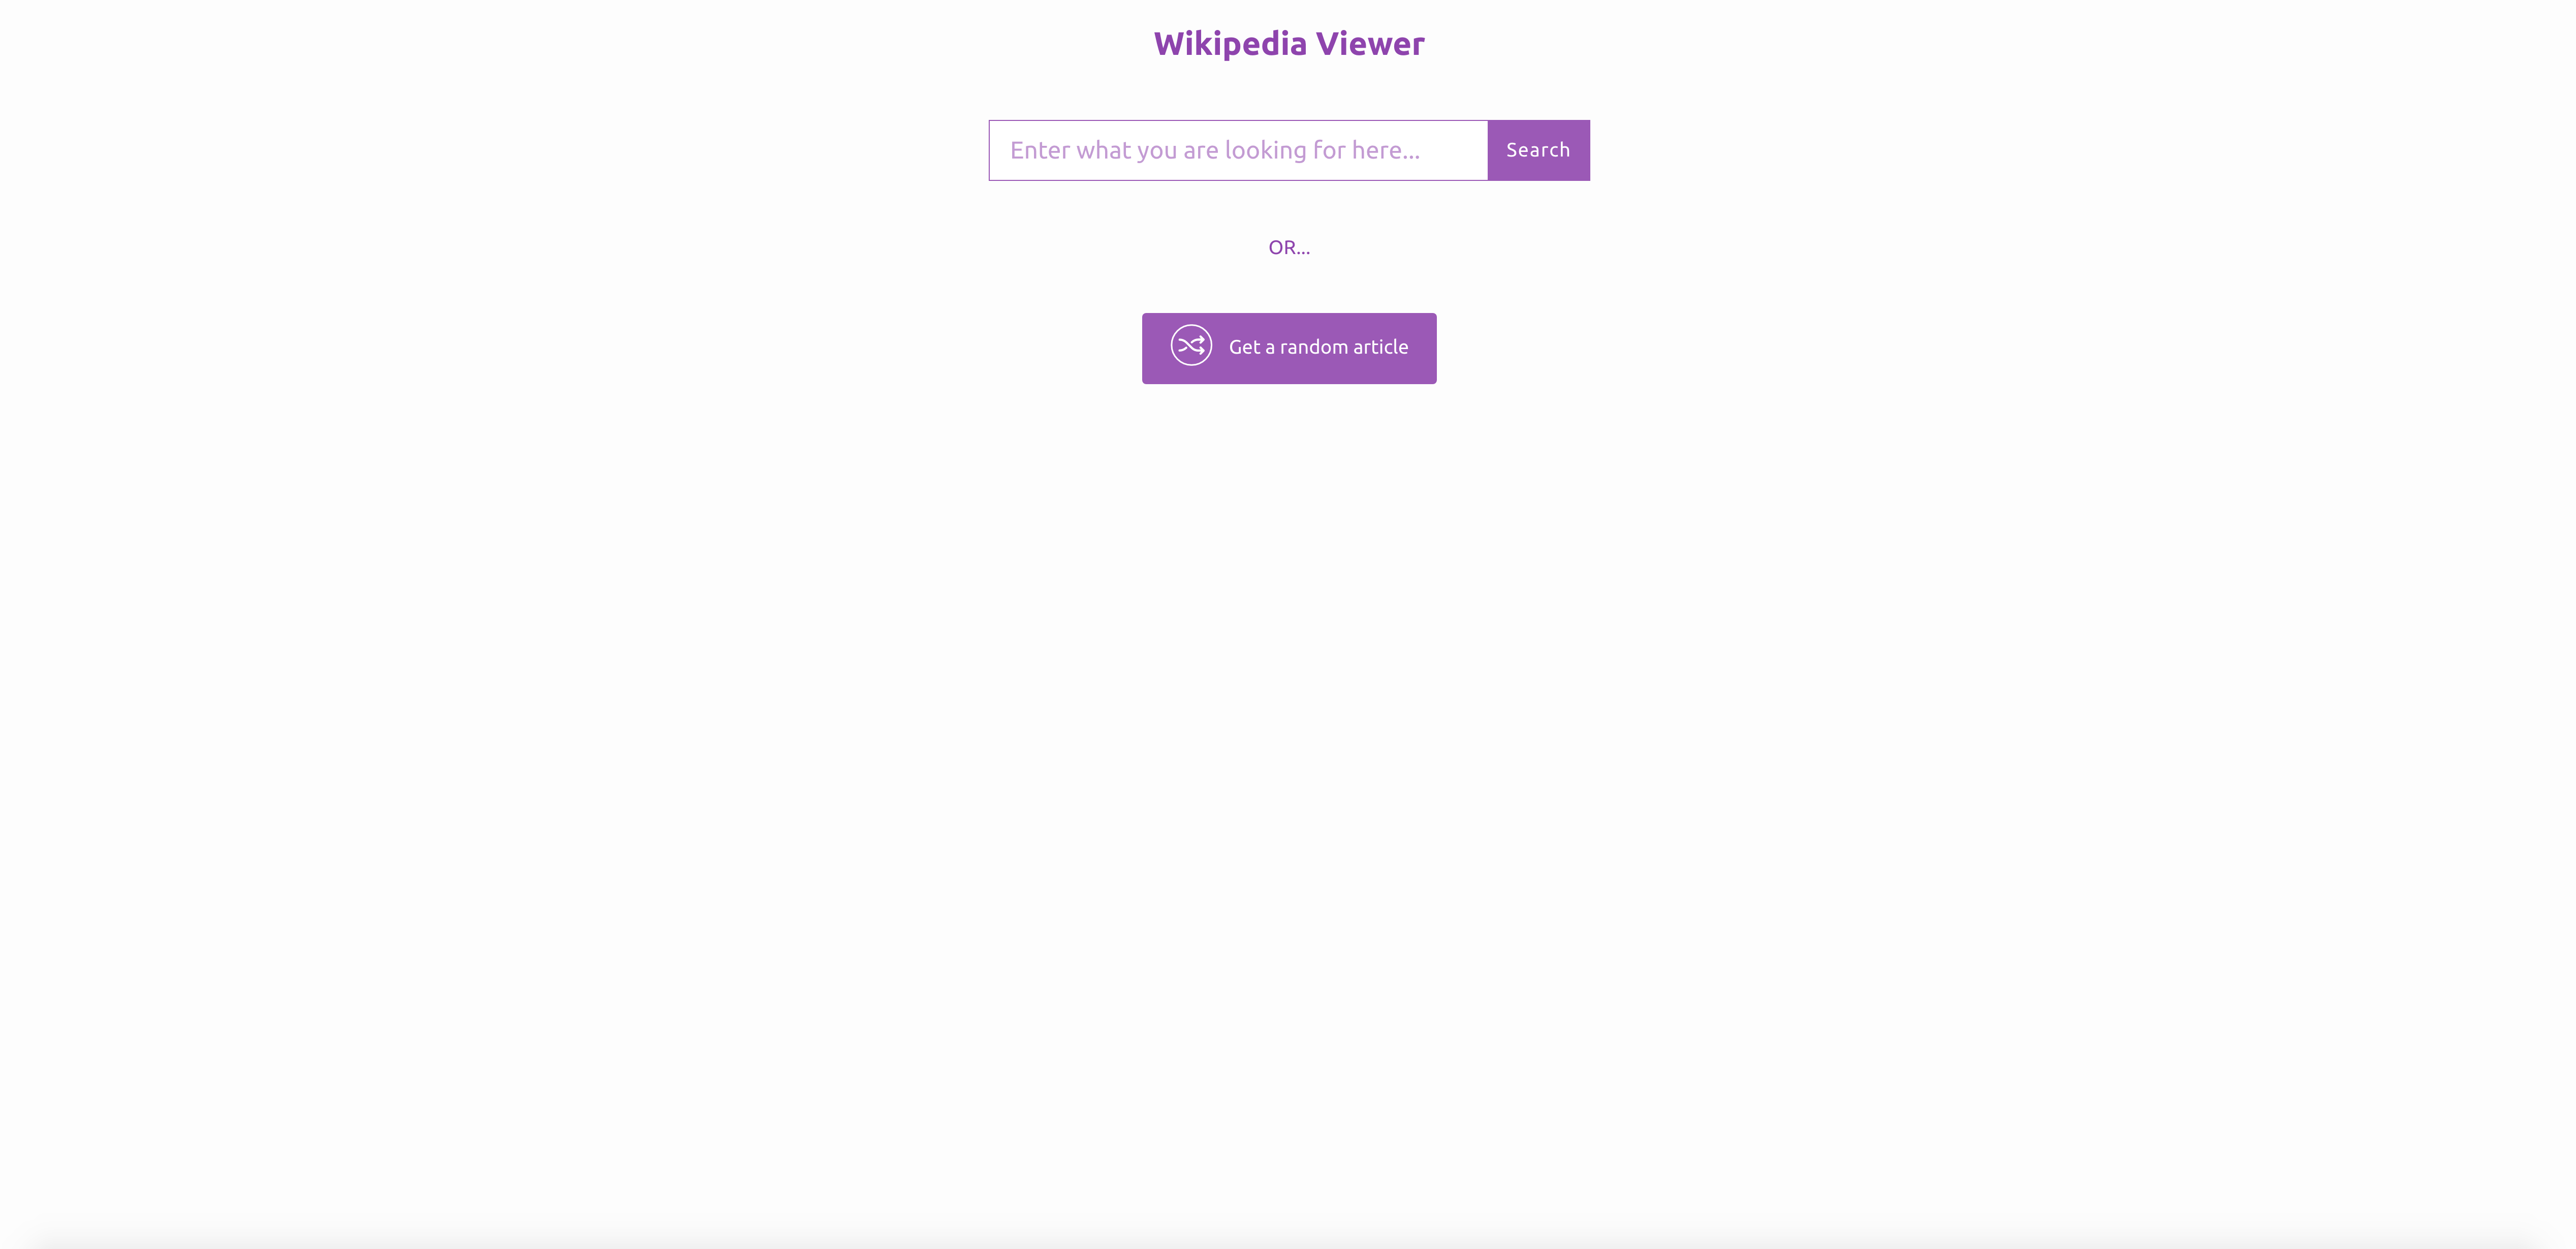 Wikipedia Viewer
Enter what you are looking for here...
Search
OR...
Get a random article